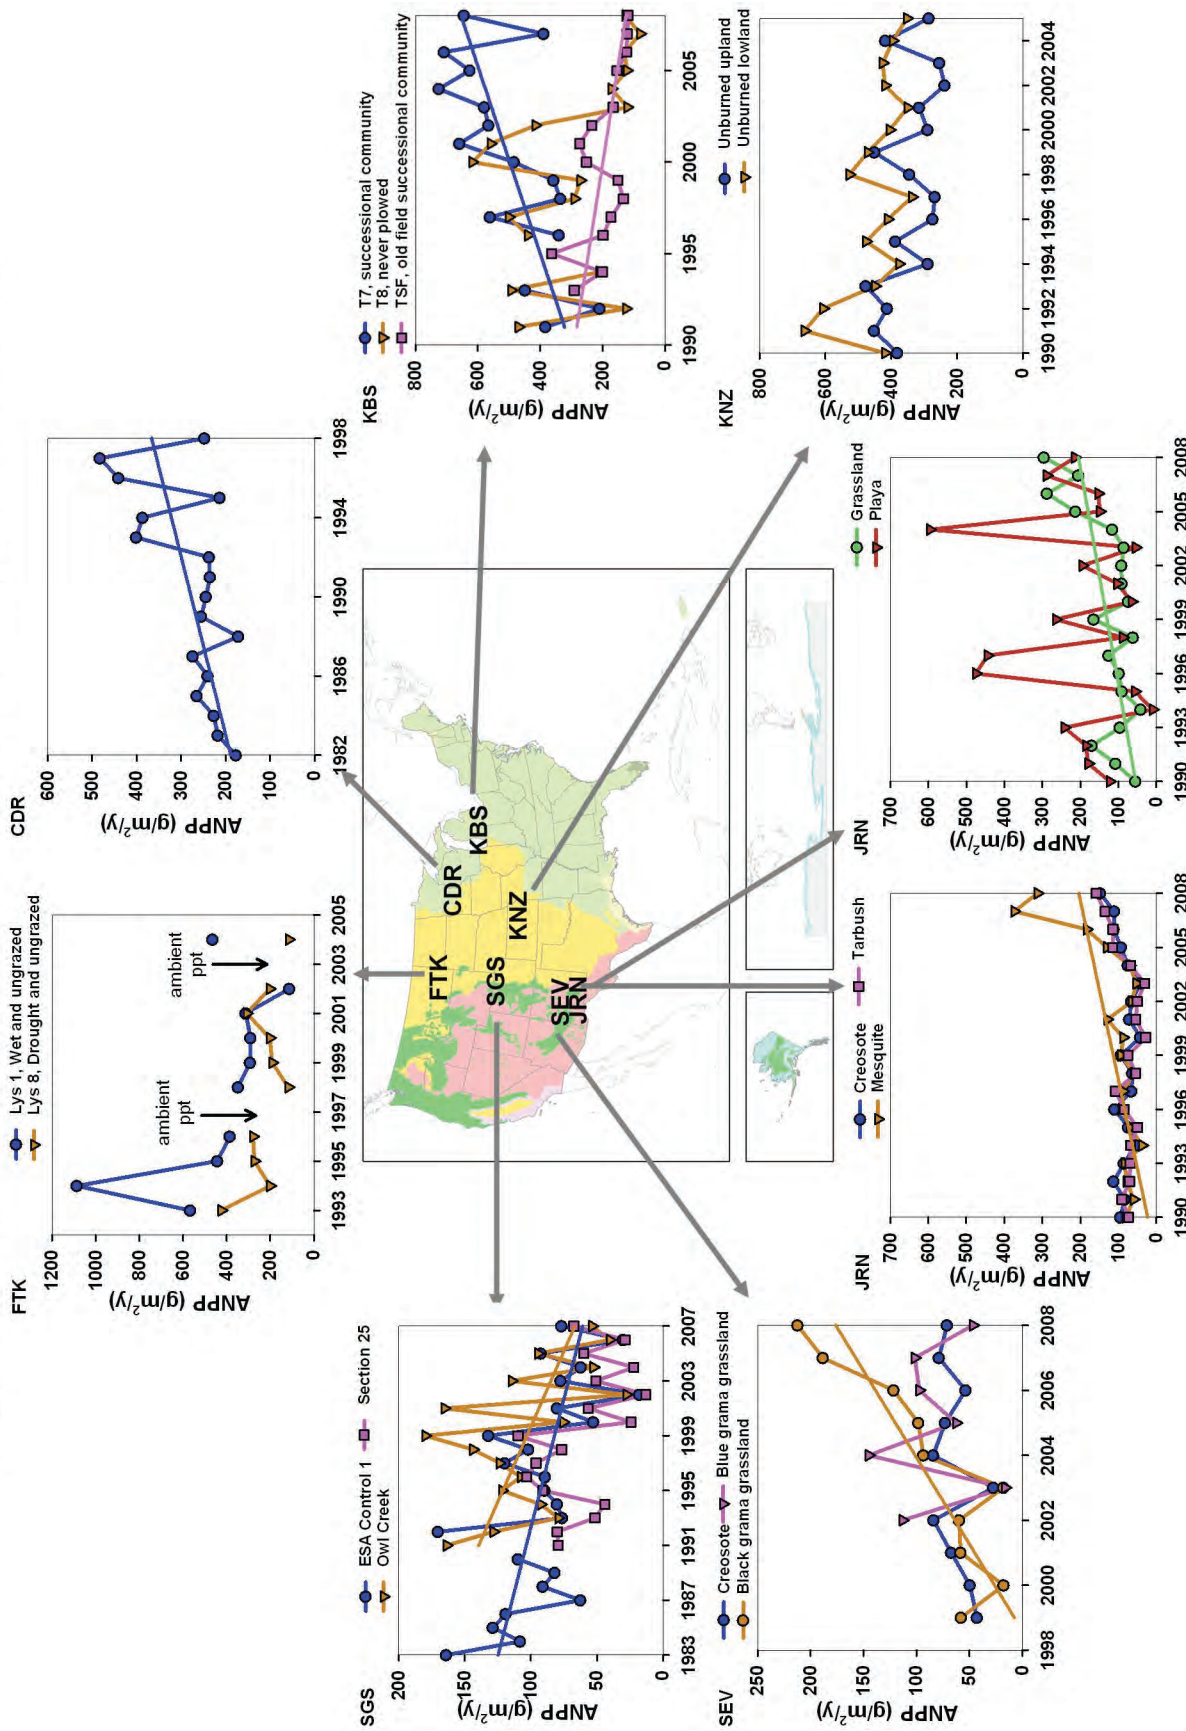 FTK
Lys 1, Wet and ungrazed
Lys 8, Drought and ungrazed
ANPP (g/m²/y)
1200
1000
800
600
400
200
0
ambient
ppt
ambient
ppt
1993
1995
1997
1999
2001
2003
2005
CDR
ANPP (g/m²/y)
600
500
400
300
200
100
0
1982
1986
1990
1994
1998
SGS
ESA Control 1
Section 25
Owl Creek
ANPP (g/m²/y)
200
150
100
50
0
1983
1987
1991
1995
1999
2003
2007
FTK
CDR
SGS
KBS
KNZ
SEV
JRN
KBS
T7, successional community
T8, never plowed
TSF, old field successional community
ANPP (g/m²/y)
800
600
400
200
0
1990
1995
2000
2005
SEV
Creosote
Blue grama grassland
Black grama grassland
ANPP (g/m²/y)
250
200
150
100
50
0
1998
2000
2002
2004
2006
2008
JRN
Creosote
Tarbush
Mesquite
ANPP (g/m²/y)
700
600
500
400
300
200
100
0
1990
1993
1996
1999
2002
2005
2008
JRN
Grassland
Playa
ANPP (g/m²/y)
700
600
500
400
300
200
100
0
1990
1993
1996
1999
2002
2005
2008
KNZ
Unburned upland
Unburned lowland
ANPP (g/m²/y)
800
600
400
200
0
1990
1992
1994
1996
1998
2000
2002
2004